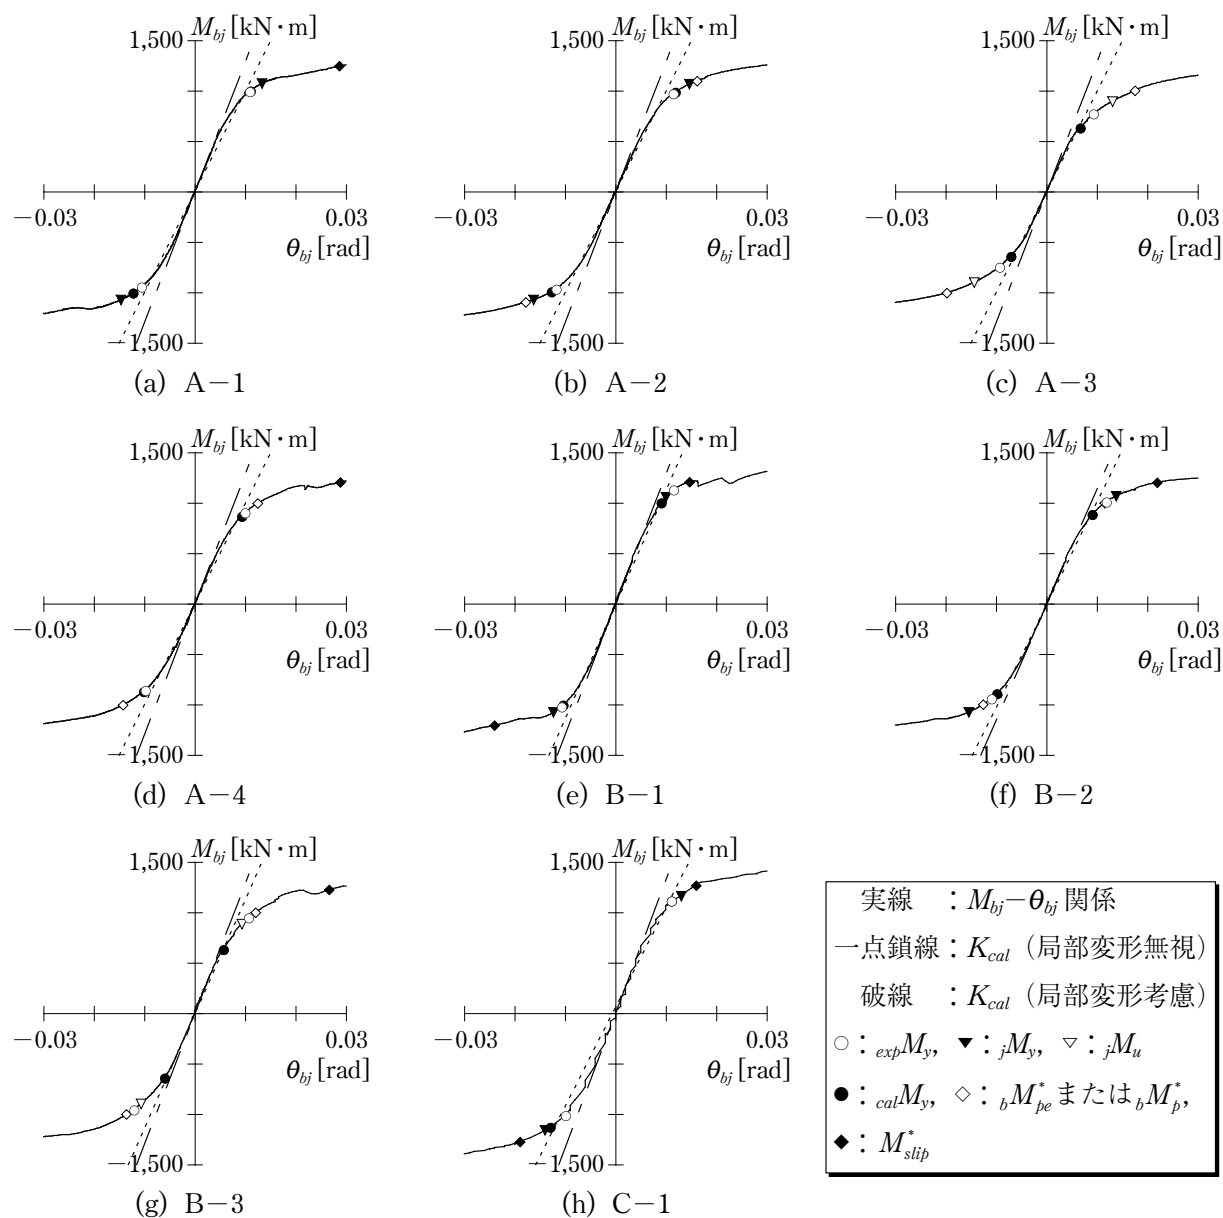 M_bj [kN・m]
1,500
−0.03
0.03
θ_bj [rad]
−1,500
(a) A−1
M_bj [kN・m]
1,500
−0.03
0.03
θ_bj [rad]
−1,500
(b) A−2
M_bj [kN・m]
1,500
−0.03
0.03
θ_bj [rad]
−1,500
(c) A−3
M_bj [kN・m]
1,500
−0.03
0.03
θ_bj [rad]
−1,500
(d) A−4
M_bj [kN・m]
1,500
−0.03
0.03
θ_bj [rad]
−1,500
(e) B−1
M_bj [kN・m]
1,500
−0.03
0.03
θ_bj [rad]
−1,500
(f) B−2
M_bj [kN・m]
1,500
−0.03
0.03
θ_bj [rad]
−1,500
(g) B−3
M_bj [kN・m]
1,500
−0.03
0.03
θ_bj [rad]
−1,500
(h) C−1
実線 : M_bj−θ_bj 関係
一点鎖線 : K_cal (局部変形無視)
破線 : K_cal (局部変形考慮)
○ : _exp M_y, ▼ : _j M_y, ▽ : _j M_u
● : _cal M_y, ◇ : _b M*_pe または _b M*_p,
◆ : M*_slip